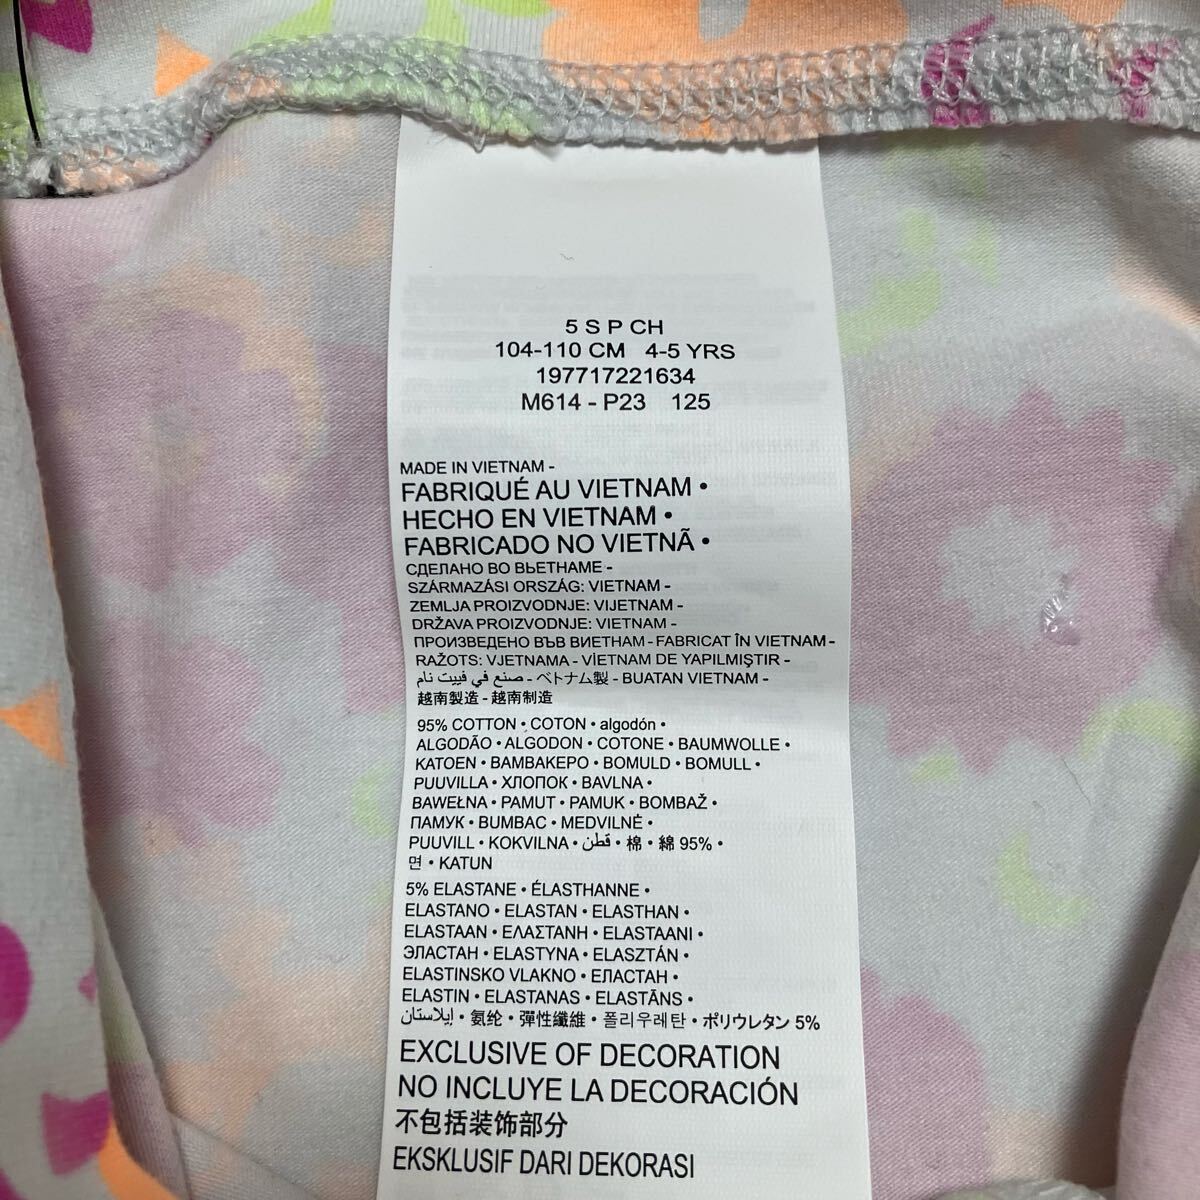 5 S P CH
104-110 CM 4-5 YRS
197717221634
M614 - P23 125
MADE IN VIETNAM -
FABRIQUÉ AU VIETNAM •
HECHO EN VIETNAM •
FABRICADO NO VIETNÃ •
СДЕЛАНО ВО ВЬЕТНАМЕ -
SZÁRMAZÁSI ORSZÁG: VIETNAM -
ZEMLJA PROIZVODNJE: VIJETNAM -
DRŽAVA PROIZVODNJE: VIETNAM -
ПРОИЗВЕДЕНО ВЪВ ВИЕТНАМ - FABRICAT ÎN VIETNAM -
RAŽOTS: VJETNAMA - VİETNAM DE YAPILMIŞTIR -
صنع في فييت نام - ベトナム製 - BUATAN VIETNAM -
越南製造 - 越南制造
95% COTTON • COTON • algodón •
ALGODÃO • ALGODON • COTONE • BAUMWOLLE •
KATOEN • ΒΑΜΒΑΚΕΡΟ • BOMULD • BOMULL •
PUUVILLA • ХЛОПОК • BAVLNA •
BAWEŁNA • PAMUT • PAMUK • BOMBAŽ •
ПАМУК • BUMBAC • MEDVILNĖ •
PUUVILL • KOKVILNA • قطن • 棉 • 綿 95% •
면 • KATUN
5% ELASTANE • ÉLASTHANNE •
ELASTANO • ELASTAN • ELASTHAN •
ELASTAAN • ΕΛΑΣΤΑΝΗ • ELASTAANI •
ЭЛАСТАН • ELASTYNA • ELASZTÁN •
ELASTINSKO VLAKNO • ЕЛАСТАН •
ELASTIN • ELASTANAS • ELASTĀNS •
إيلاستان • 氨纶 • 彈性纖維 • 폴리우레탄 • ポリウレタン 5%
EXCLUSIVE OF DECORATION
NO INCLUYE LA DECORACIÓN
不包括装饰部分
EKSKLUSIF DARI DEKORASI